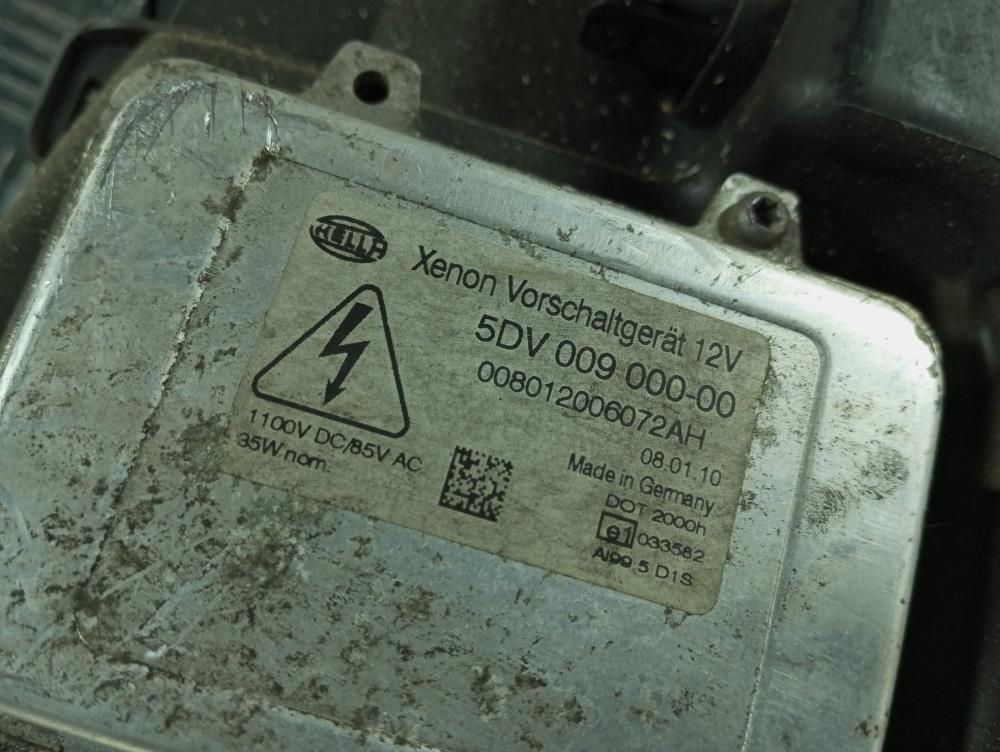 HELLA
Xenon Vorschaltgerät 12V
5DV 009 000-00
008012006072AH
08.01.10
1100V DC/85V AC
35W nom.
Made in Germany
DOT 2000h
e1 033582
Al99,5 D1S